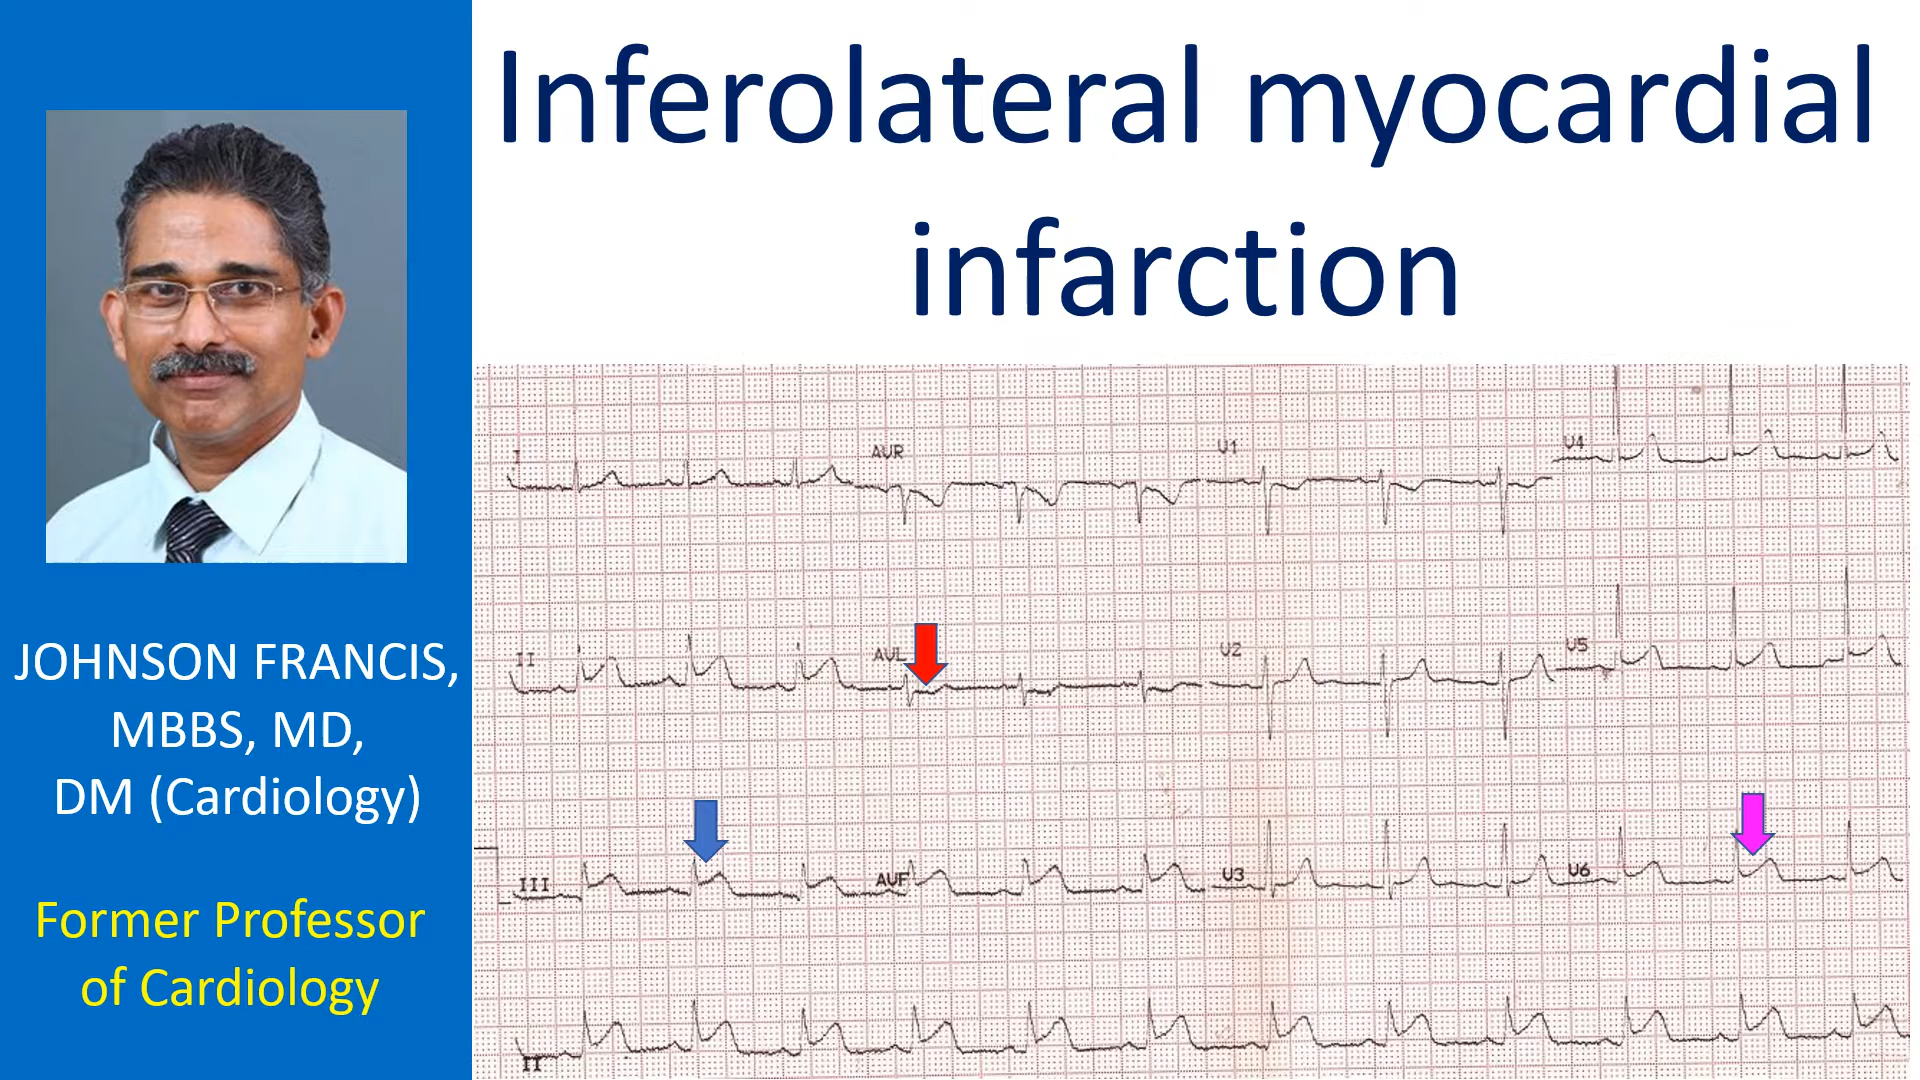 Inferolateral myocardial
infarction
JOHNSON FRANCIS,
MBBS, MD,
DM (Cardiology)
Former Professor
of Cardiology
I AVR V1 V4
II AVL V2 V5
III AVF V3 V6
II